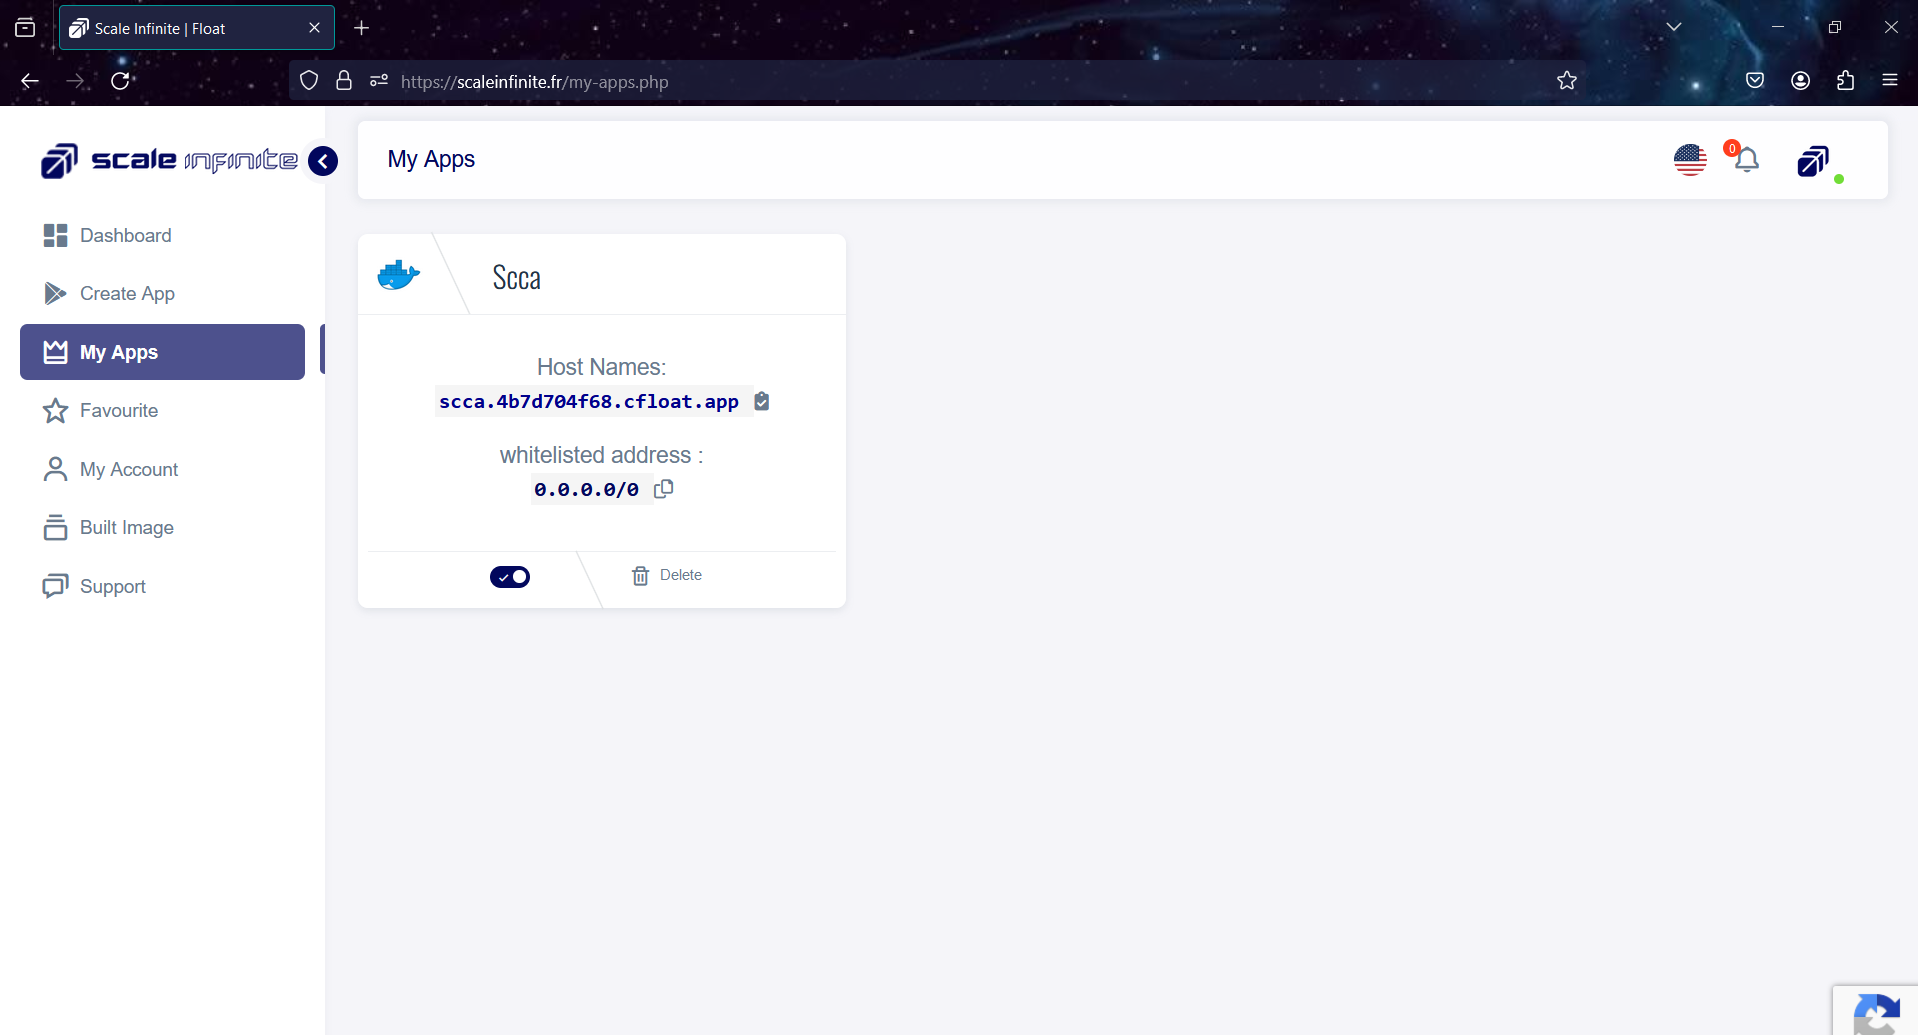 Scale Infinite | Float
https://scaleinfinite.fr/my-apps.php
scale infinite
My Apps
0
Dashboard
Create App
My Apps
Favourite
My Account
Built Image
Support
Scca
Host Names:
scca.4b7d704f68.cfloat.app
whitelisted address :
0.0.0.0/0
Delete